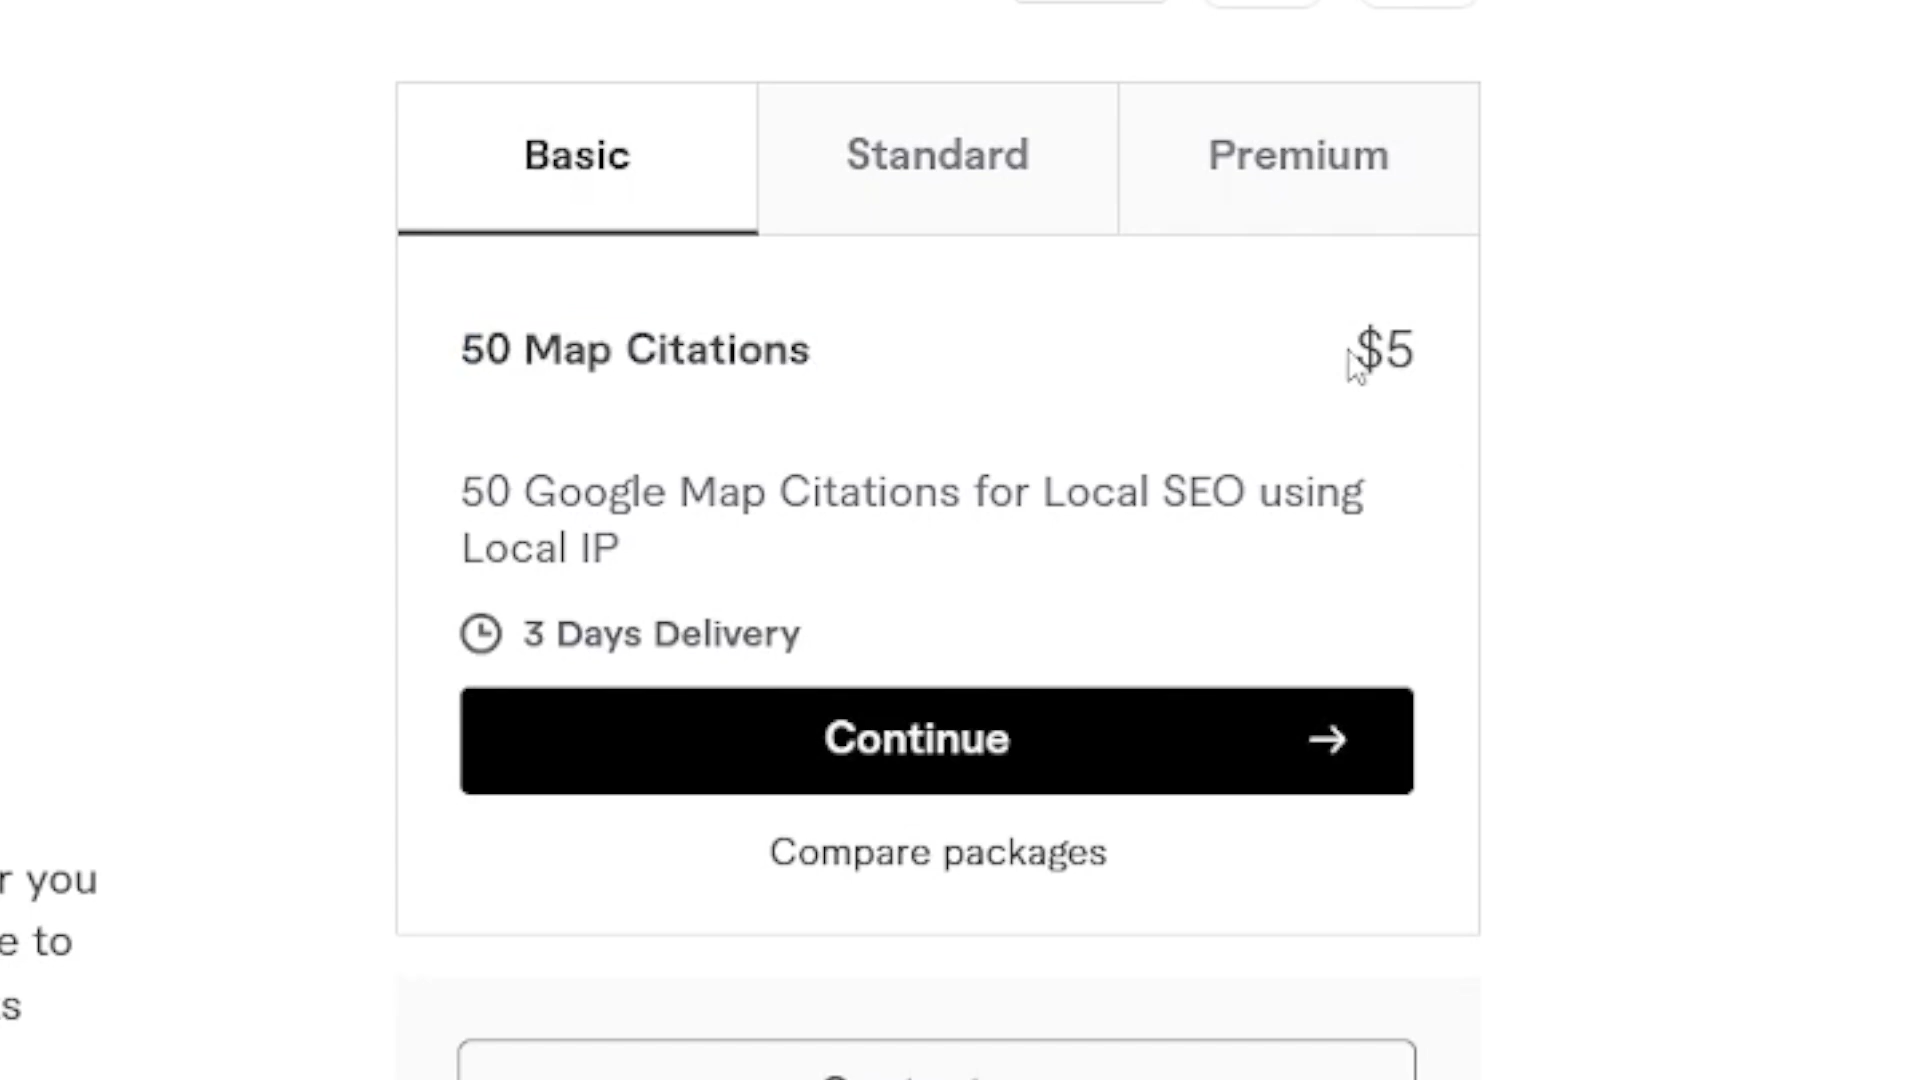 Basic
Standard
Premium
50 Map Citations
$5
50 Google Map Citations for Local SEO using
Local IP
3 Days Delivery
Continue
Compare packages
you
to